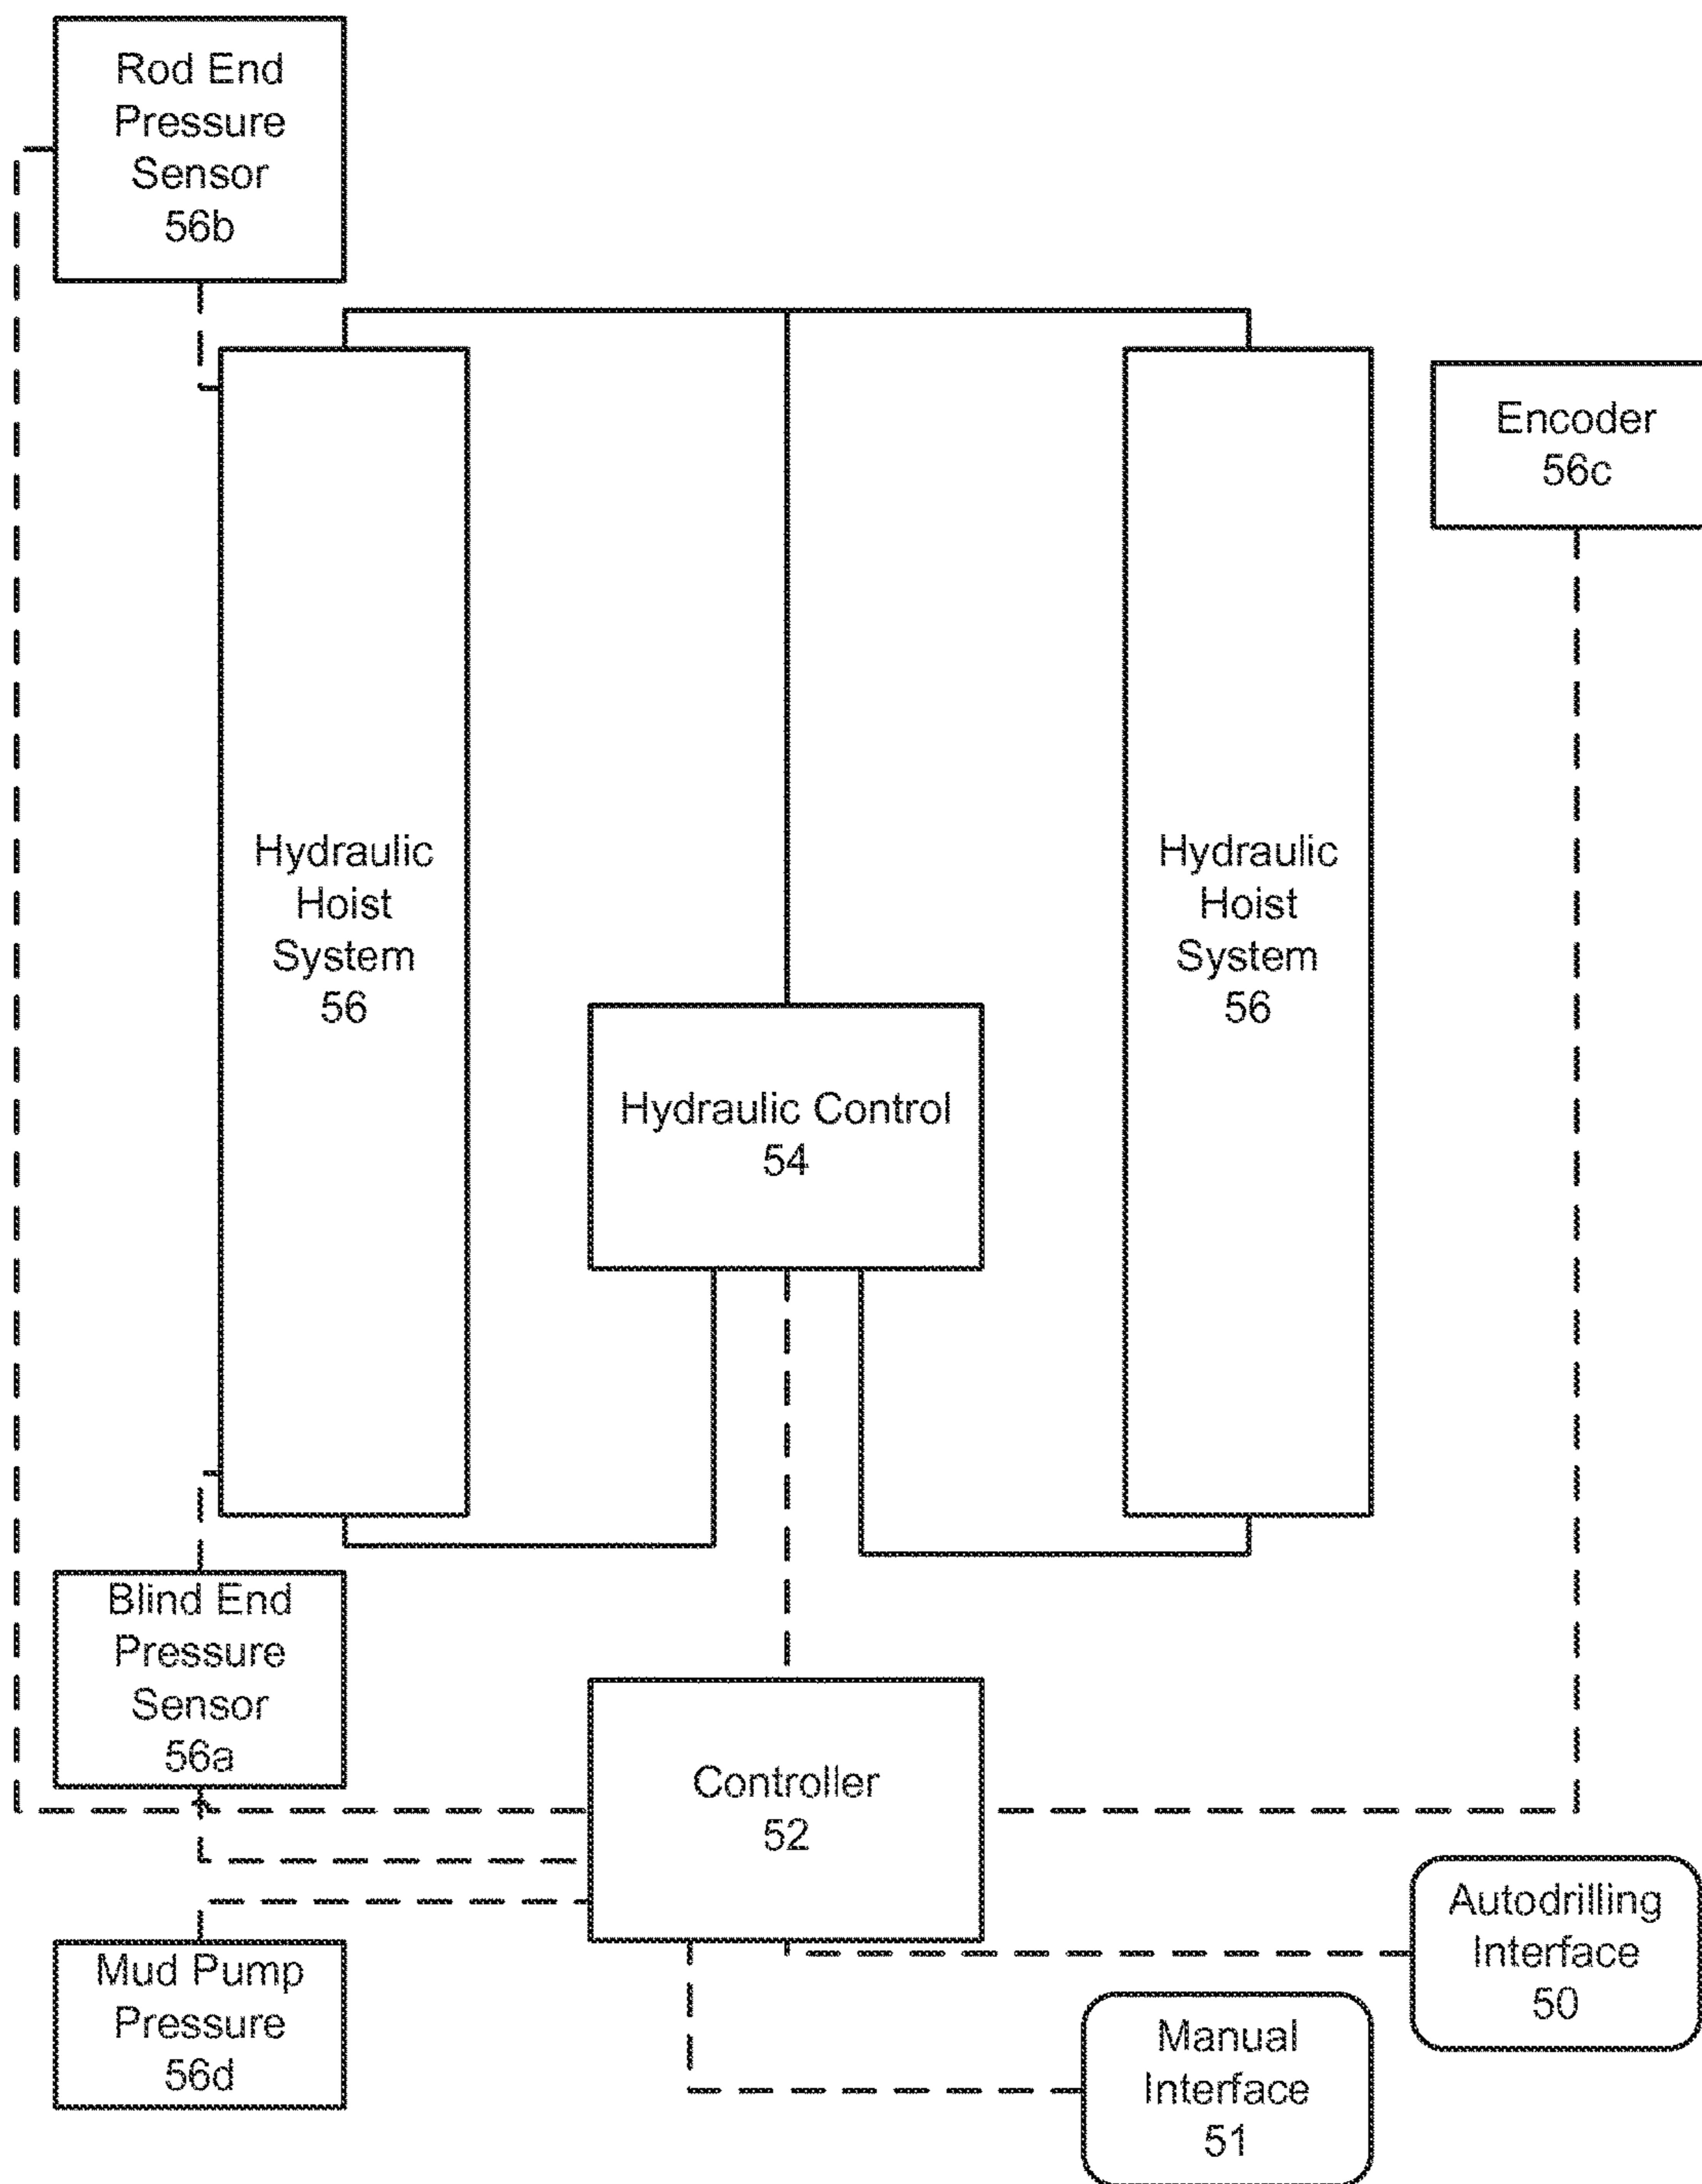 Rod End
Pressure
Sensor
56b
Encoder
56c
Hydraulic
Hoist
System
56
Hydraulic
Hoist
System
56
Hydraulic Control
54
Blind End
Pressure
Sensor
56a
Controller
52
Autodrilling
Interface
50
Mud Pump
Pressure
56d
Manual
Interface
51